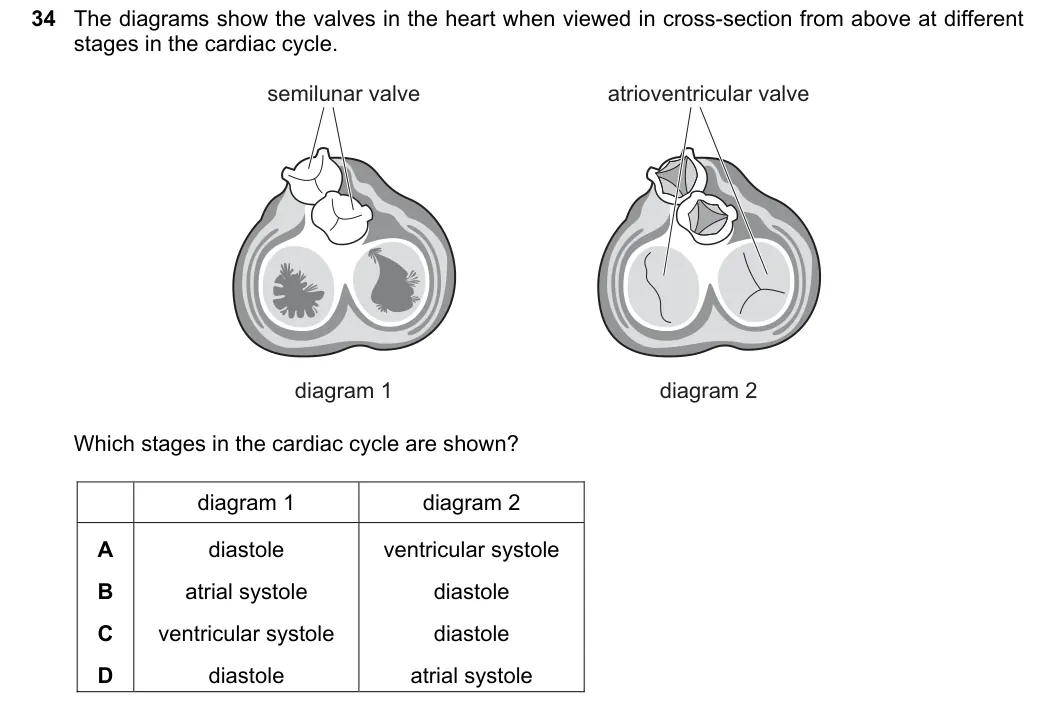 34 The diagrams show the valves in the heart when viewed in cross-section from above at different
stages in the cardiac cycle.
semilunar valve
atrioventricular valve
diagram 1
diagram 2
Which stages in the cardiac cycle are shown?
diagram 1 diagram 2
A diastole ventricular systole
B atrial systole diastole
C ventricular systole diastole
D diastole atrial systole